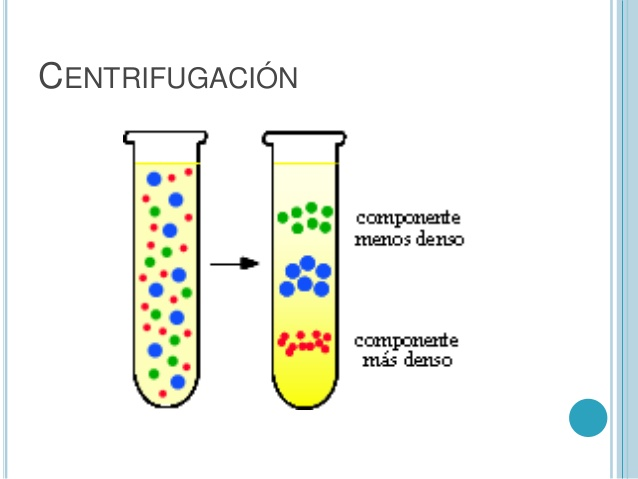 CENTRIFUGACIÓN
componente
menos denso
componente
más denso